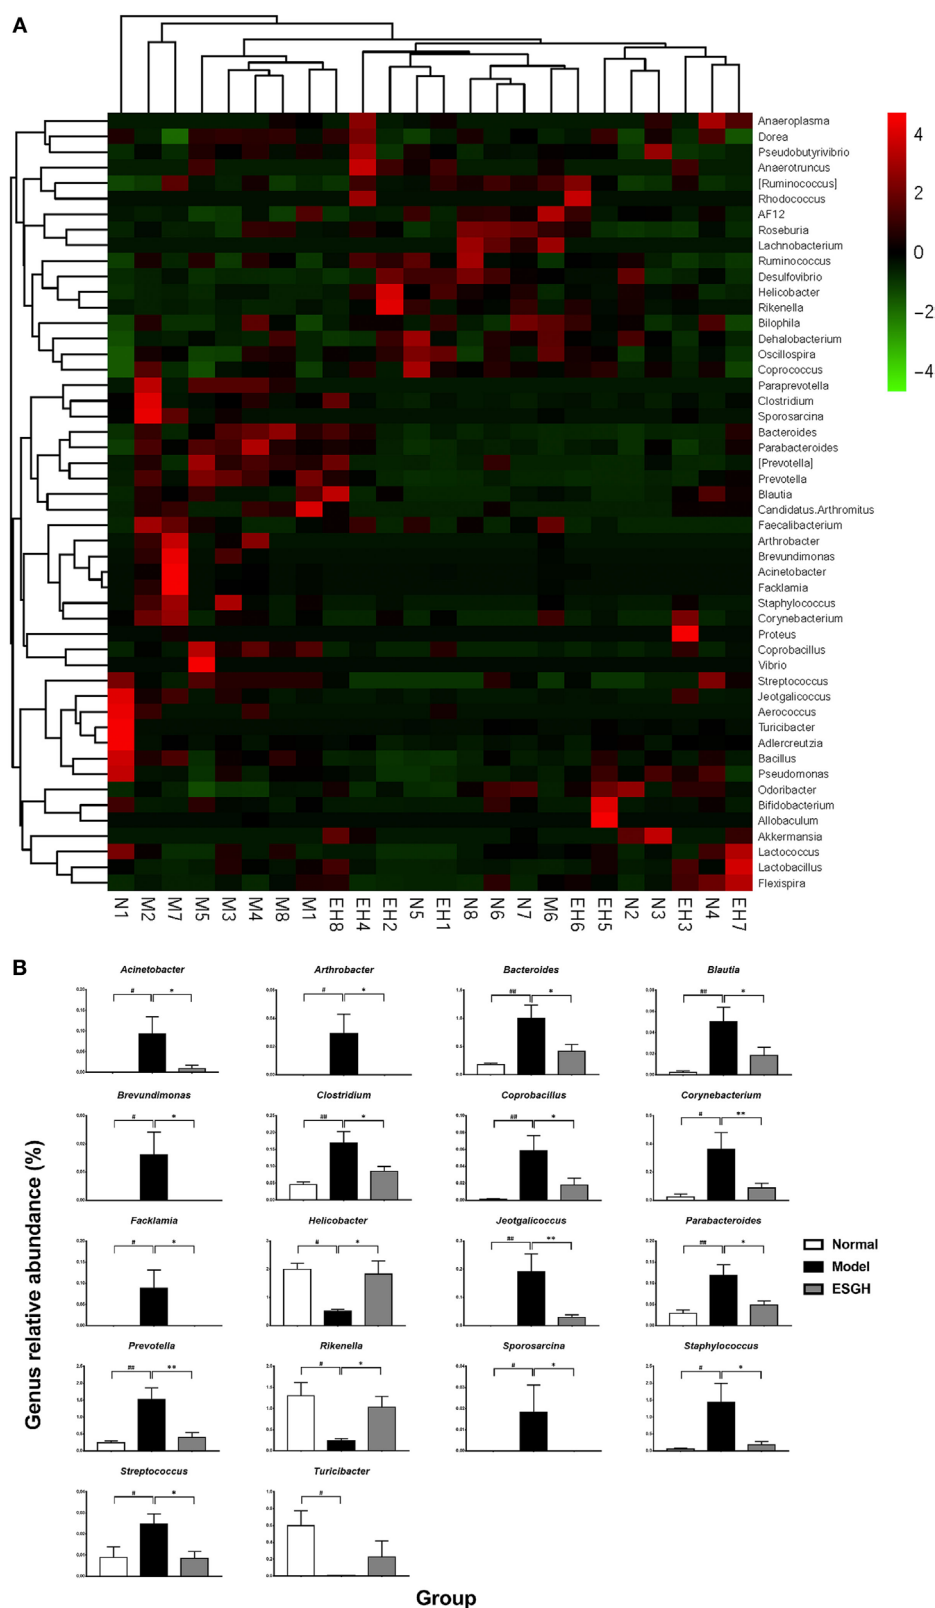 A
Anaeroplasma
Dorea
Pseudobutyrivibrio
Anaerotruncus
[Ruminococcus]
Rhodococcus
AF12
Roseburia
Lachnobacterium
Ruminococcus
Desulfovibrio
Helicobacter
Rikenella
Bilophila
Dehalobacterium
Oscillospira
Coprococcus
Paraprevotella
Clostridium
Sporosarcina
Bacteroides
Parabacteroides
[Prevotella]
Prevotella
Blautia
Candidatus.Arthromitus
Faecalibacterium
Arthrobacter
Brevundimonas
Acinetobacter
Facklamia
Staphylococcus
Corynebacterium
Proteus
Coprobacillus
Vibrio
Streptococcus
Jeotgalicoccus
Aerococcus
Turicibacter
Adlercreutzia
Bacillus
Pseudomonas
Odoribacter
Bifidobacterium
Allobaculum
Akkermansia
Lactococcus
Lactobacillus
Flexispira
4
2
0
-2
-4
N1 M2 M7 M5 M3 M4 M8 M1 EH8 EH4 EH2 N5 EH1 N8 N6 N7 M6 EH6 EH5 N2 N3 EH3 N4 EH7
B
Genus relative abundance (%)
Acinetobacter Arthrobacter Bacteroides Blautia
# * # * ## * ## *
Brevundimonas Clostridium Coprobacillus Corynebacterium
# * ## * ## * # **
Facklamia Helicobacter Jeotgalicoccus Parabacteroides
# * # * ## ** ## *
Normal
Model
ESGH
Prevotella Rikenella Sporosarcina Staphylococcus
## ** # * # * # *
Streptococcus Turicibacter
# * #
Group